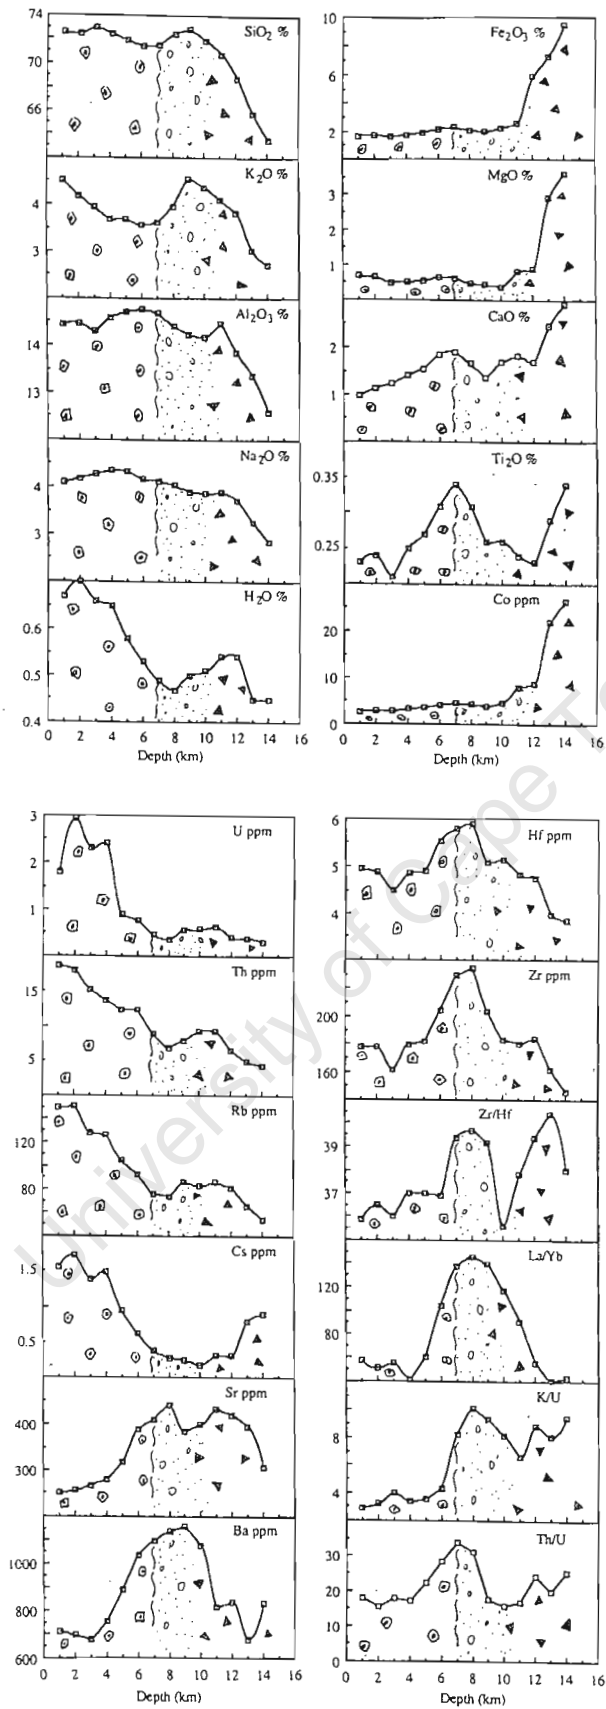 SiO₂ %
74
70
66
K₂O %
4
3
Al₂O₃ %
14
13
Na₂O %
4
3
H₂O %
0.6
0.5
0.4
0 2 4 6 8 10 12 14 16
Depth (km)
Fe₂O₃ %
10
6
2
MgO %
3
2
1
CaO %
2
1
Ti₂O %
0.35
0.25
Co ppm
20
10
0
0 2 4 6 8 10 12 14 16
Depth (km)
U ppm
3
2
1
Th ppm
15
5
Rb ppm
120
80
Cs ppm
1.5
0.5
Sr ppm
400
300
Ba ppm
1000
800
600
0 2 4 6 8 10 12 14 16
Depth (km)
Hf ppm
6
5
4
Zr ppm
200
160
Zr/Hf
39
37
La/Yb
120
80
K/U
8
4
Th/U
30
20
10
0
0 2 4 6 8 10 12 14 16
Depth (km)
University of Cape To